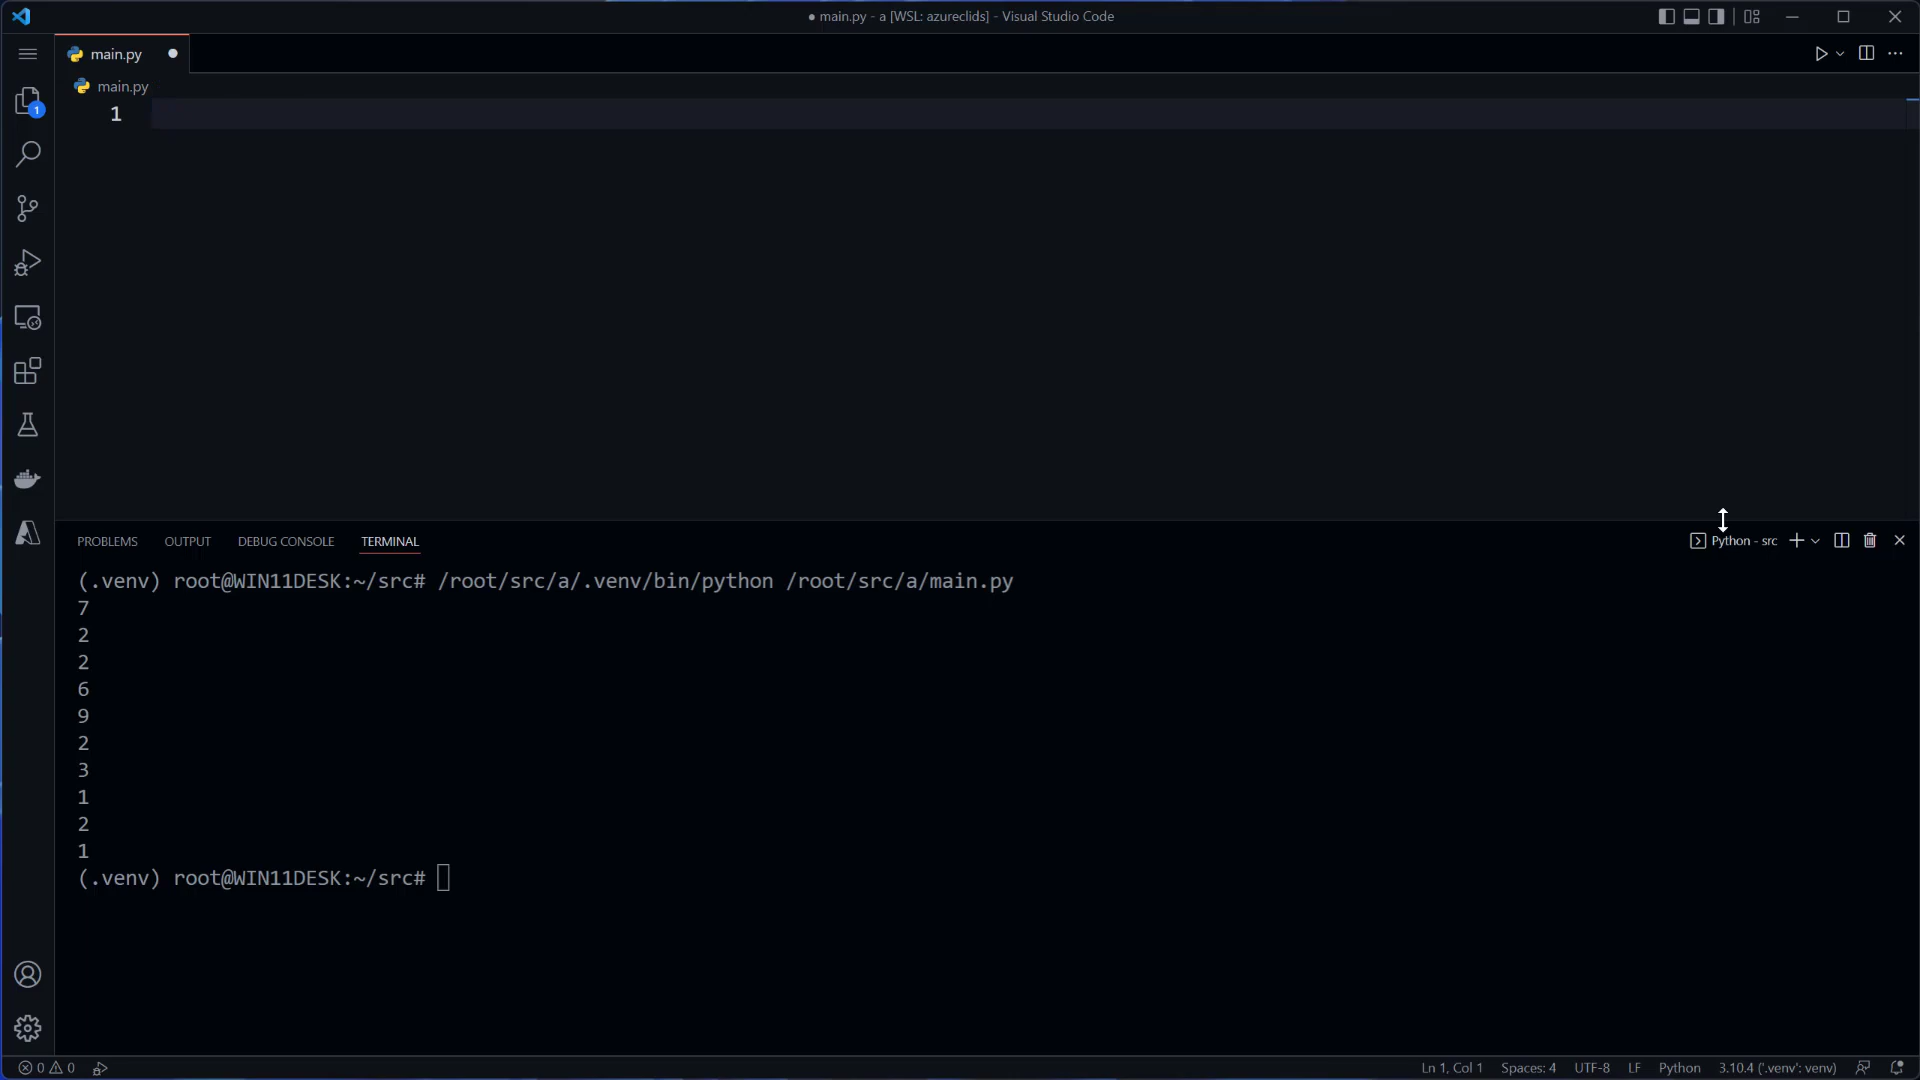 ● main.py - a [WSL: azureclids] - Visual Studio Code
main.py
main.py
1
1
PROBLEMS OUTPUT DEBUG CONSOLE TERMINAL
Python - src
(.venv) root@WIN11DESK:~/src# /root/src/a/.venv/bin/python /root/src/a/main.py
7
2
2
6
9
2
3
1
2
1
(.venv) root@WIN11DESK:~/src#
0 0
Ln 1, Col 1 Spaces: 4 UTF-8 LF Python 3.10.4 ('.venv': venv)